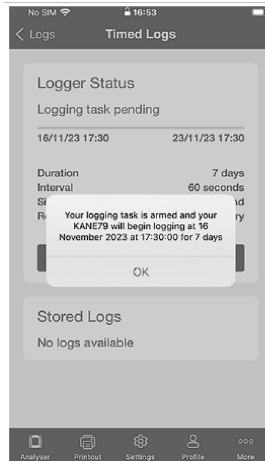 No SIM 16:53
Logs Timed Logs
Logger Status
Logging task pending
16/11/23 17:30 23/11/23 17:30
Duration 7 days
Interval 60 seconds
Your logging task is armed and your
KANE79 will begin logging at 16
November 2023 at 17:30:00 for 7 days
OK
Stored Logs
No logs available
Analyser Printout Settings Profile More